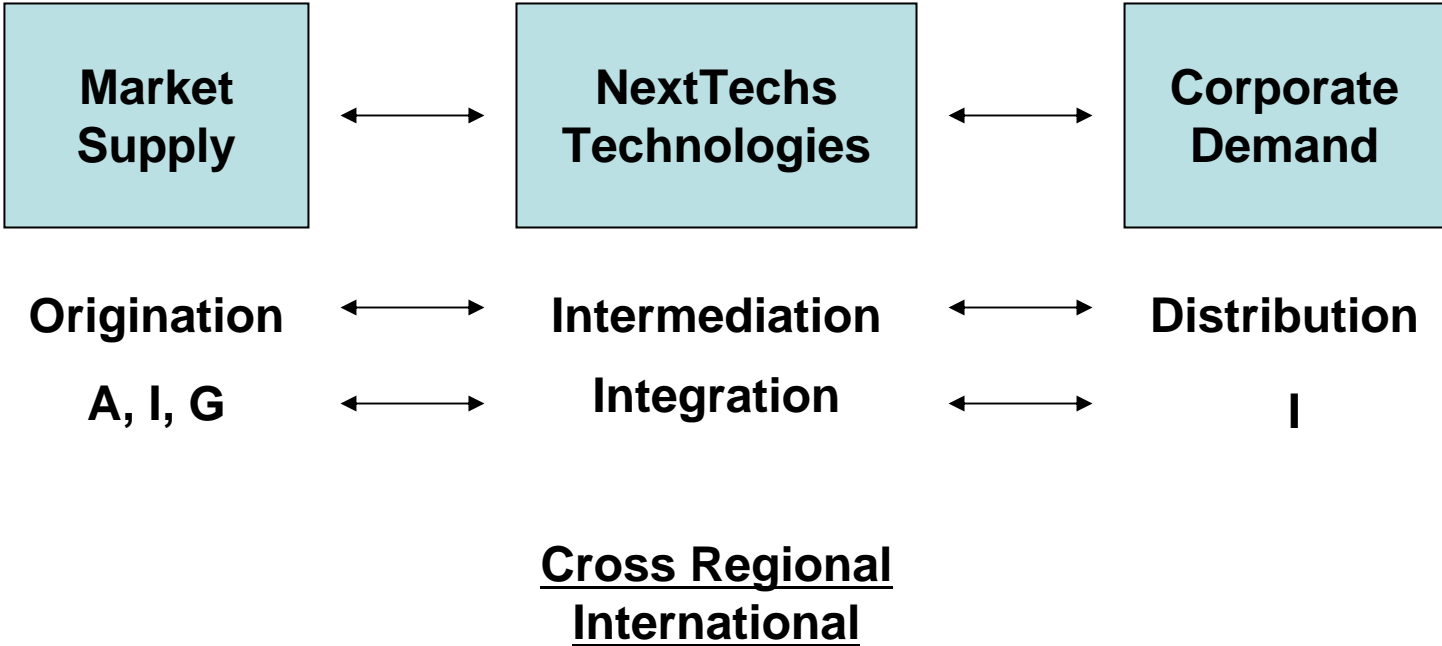 Market
Supply
NextTechs
Technologies
Corporate
Demand
Origination
Intermediation
Distribution
A, I, G
Integration
I
Cross Regional
International